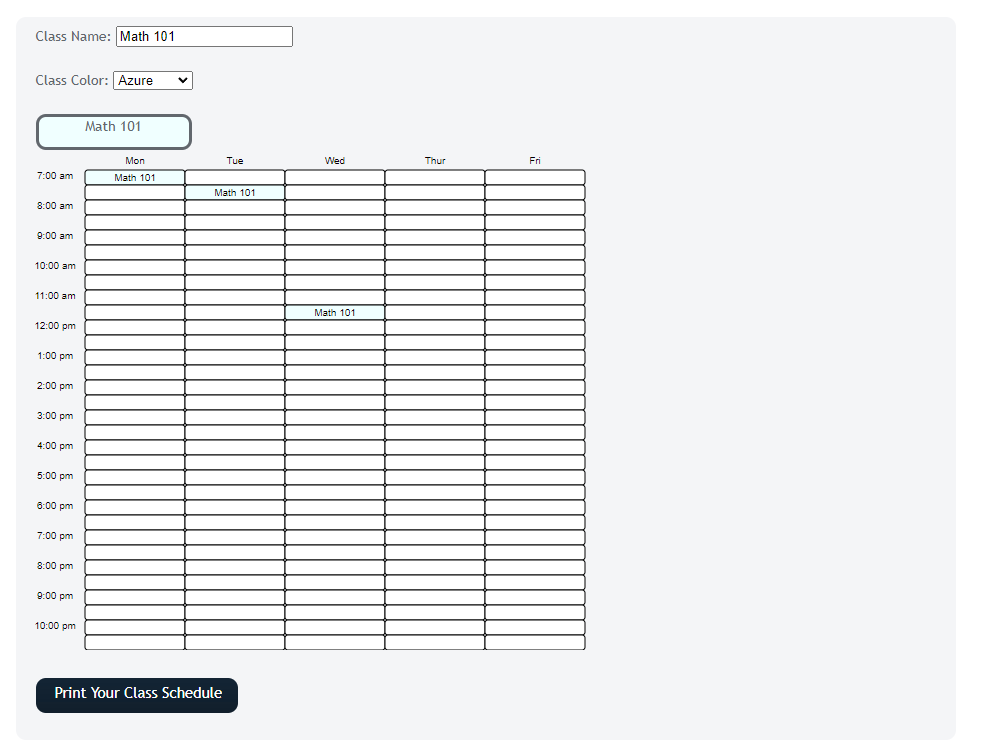 Class Name: Math 101
Class Color: Azure
Math 101
Mon Tue Wed Thur Fri
7:00 am Math 101
Math 101
8:00 am
9:00 am
10:00 am
11:00 am
Math 101
12:00 pm
1:00 pm
2:00 pm
3:00 pm
4:00 pm
5:00 pm
6:00 pm
7:00 pm
8:00 pm
9:00 pm
10:00 pm
Print Your Class Schedule